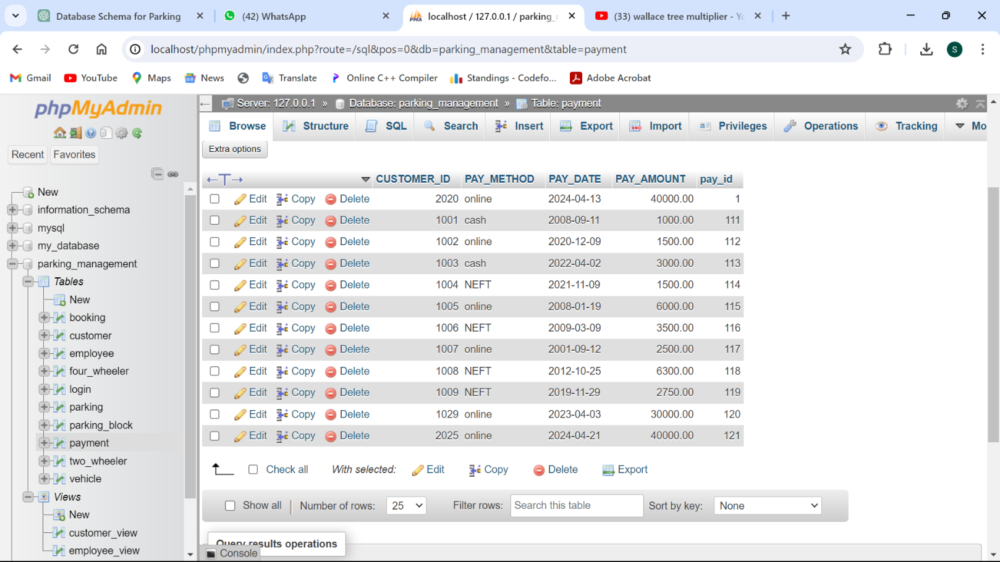 Database Schema for Parking
(42) WhatsApp
localhost / 127.0.0.1 / parking_
(33) wallace tree multiplier - Yo
localhost/phpmyadmin/index.php?route=/sql&pos=0&db=parking_management&table=payment
S
Gmail YouTube Maps News Translate Online C++ Compiler Standings - Codefo... Adobe Acrobat
phpMyAdmin
Recent Favorites
New
information_schema
mysql
my_database
parking_management
Tables
New
booking
customer
employee
four_wheeler
login
parking
parking_block
payment
two_wheeler
vehicle
Views
New
customer_view
employee_view
Server: 127.0.0.1 » Database: parking_management » Table: payment
Browse Structure SQL Search Insert Export Import Privileges Operations Tracking Mo
Extra options
←T→ CUSTOMER_ID PAY_METHOD PAY_DATE PAY_AMOUNT pay_id
Edit Copy Delete 2020 online 2024-04-13 40000.00 1
Edit Copy Delete 1001 cash 2008-09-11 1000.00 111
Edit Copy Delete 1002 online 2020-12-09 1500.00 112
Edit Copy Delete 1003 cash 2022-04-02 3000.00 113
Edit Copy Delete 1004 NEFT 2021-11-09 1500.00 114
Edit Copy Delete 1005 online 2008-01-19 6000.00 115
Edit Copy Delete 1006 NEFT 2009-03-09 3500.00 116
Edit Copy Delete 1007 online 2001-09-12 2500.00 117
Edit Copy Delete 1008 NEFT 2012-10-25 6300.00 118
Edit Copy Delete 1009 NEFT 2019-11-29 2750.00 119
Edit Copy Delete 1029 online 2023-04-03 30000.00 120
Edit Copy Delete 2025 online 2024-04-21 40000.00 121
Check all With selected: Edit Copy Delete Export
Show all Number of rows: 25 Filter rows: Search this table Sort by key: None
Query results operations
Console